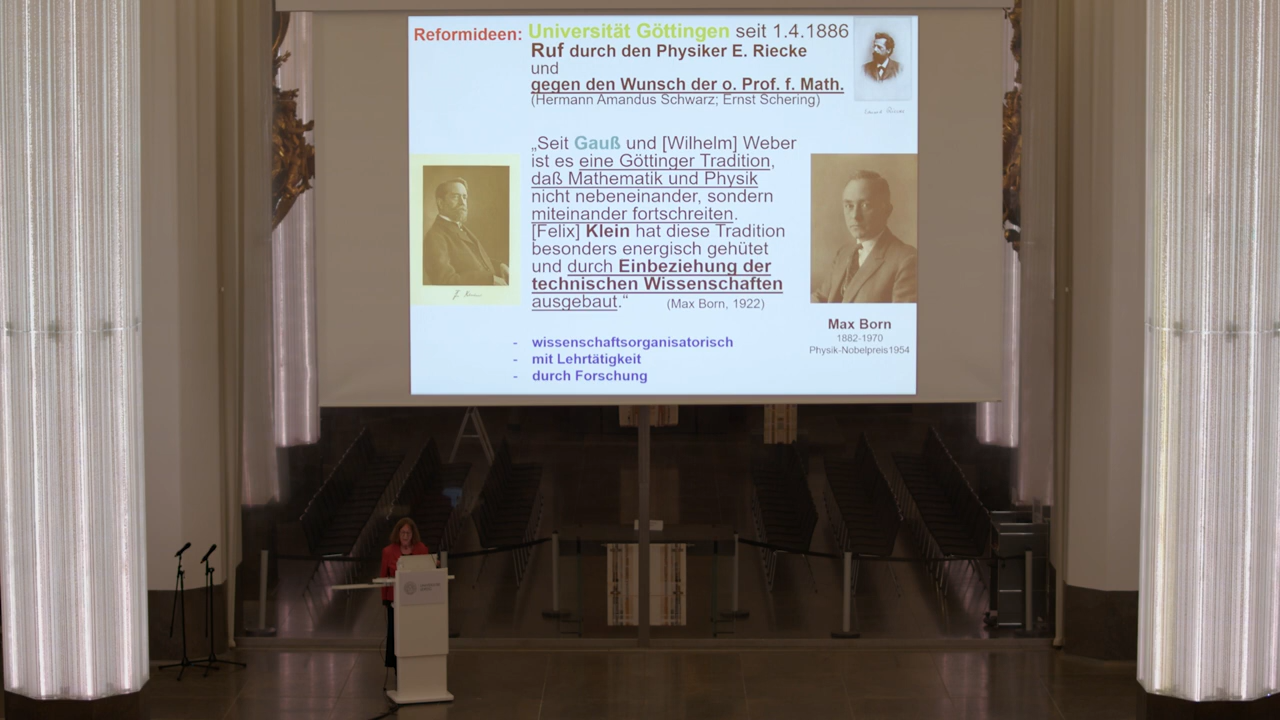 Reformideen: Universität Göttingen seit 1.4.1886
Ruf durch den Physiker E. Riecke
und
gegen den Wunsch der o. Prof. f. Math.
(Hermann Amandus Schwarz; Ernst Schering)
„Seit Gauß und [Wilhelm] Weber
ist es eine Göttinger Tradition,
daß Mathematik und Physik
nicht nebeneinander, sondern
miteinander fortschreiten.
[Felix] Klein hat diese Tradition
besonders energisch gehütet
und durch Einbeziehung der
technischen Wissenschaften
ausgebaut.“ (Max Born, 1922)
Max Born
1882-1970
Physik-Nobelpreis1954
- wissenschaftsorganisatorisch
- mit Lehrtätigkeit
- durch Forschung